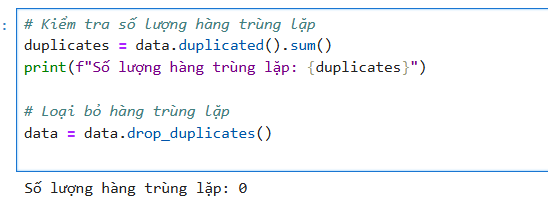 :
# Kiểm tra số lượng hàng trùng lặp
duplicates = data.duplicated().sum()
print(f"Số lượng hàng trùng lặp: {duplicates}")
# Loại bỏ hàng trùng lặp
data = data.drop_duplicates()
Số lượng hàng trùng lặp: 0